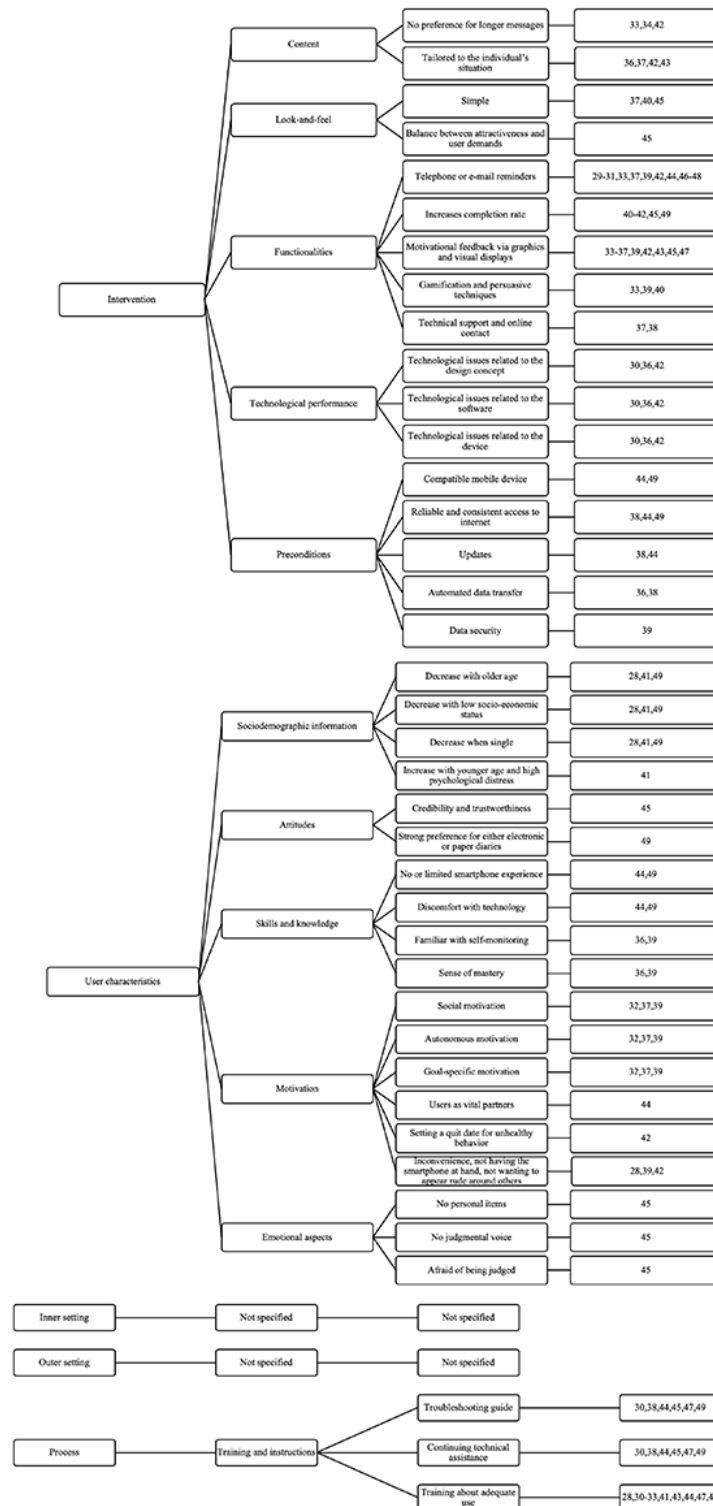 Intervention
Content
No preference for longer messages
33,34,42
Tailored to the individual's
situation
36,37,42,43
Look-and-feel
Simple
37,40,45
Balance between attractiveness and
user demands
45
Functionalities
Telephone or e-mail reminders
29-31,33,37,39,42,44,46-48
Increases completion rate
40-42,45,49
Motivational feedback via graphics
and visual displays
33-37,39,42,43,45,47
Gamification and persuasive
techniques
33,39,40
Technical support and online
contact
37,38
Technological performance
Technological issues related to the
design concept
30,36,42
Technological issues related to the
software
30,36,42
Technological issues related to the
device
30,36,42
Preconditions
Compatible mobile device
44,49
Reliable and consistent access to
internet
38,44,49
Updates
38,44
Automated data transfer
36,38
Data security
39
User characteristics
Sociodemographic information
Decrease with older age
28,41,49
Decrease with low socio-economic
status
28,41,49
Decrease when single
28,41,49
Increase with younger age and high
psychological distress
41
Attitudes
Credibility and trustworthiness
45
Strong preference for either electronic
or paper diaries
49
Skills and knowledge
No or limited smartphone experience
44,49
Discomfort with technology
44,49
Familiar with self-monitoring
36,39
Sense of mastery
36,39
Motivation
Social motivation
32,37,39
Autonomous motivation
32,37,39
Goal-specific motivation
32,37,39
Users as vital partners
44
Setting a quit date for unhealthy
behavior
42
Inconvenience, not having the
smartphone at hand, not wanting to
appear rude around others
28,39,42
Emotional aspects
No personal items
45
No judgmental voice
45
Afraid of being judged
45
Inner setting
Not specified
Not specified
Outer setting
Not specified
Not specified
Process
Training and instructions
Troubleshooting guide
30,38,44,45,47,49
Continuing technical
assistance
30,38,44,45,47,49
Training about adequate
use
28,30-33,41,43,44,47,4